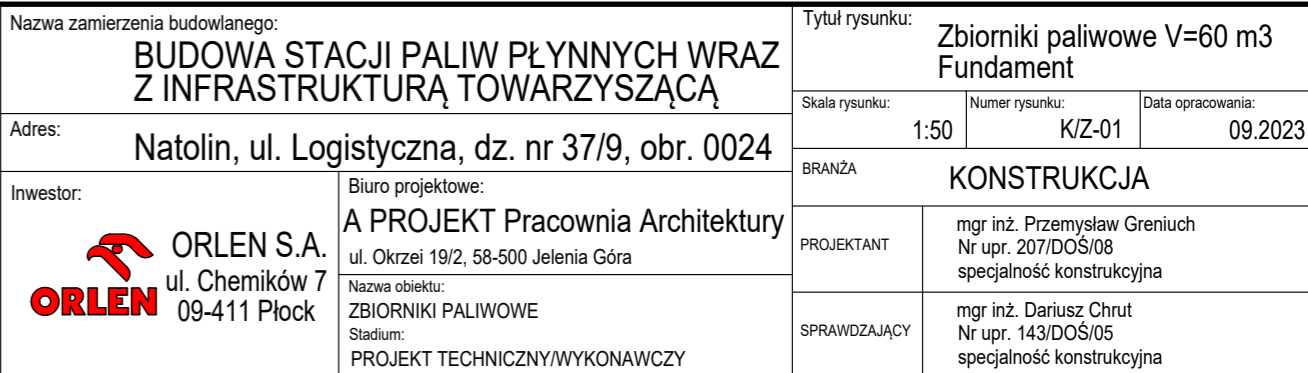 Nazwa zamierzenia budowlanego:
BUDOWA STACJI PALIW PŁYNNYCH WRAZ
Z INFRASTRUKTURĄ TOWARZYSZĄCĄ
Adres:
Natolin, ul. Logistyczna, dz. nr 37/9, obr. 0024
Inwestor:
ORLEN
ORLEN S.A.
ul. Chemików 7
09-411 Płock
Biuro projektowe:
A PROJEKT Pracownia Architektury
ul. Okrzei 19/2, 58-500 Jelenia Góra
Nazwa obiektu:
ZBIORNIKI PALIWOWE
Stadium:
PROJEKT TECHNICZNY/WYKONAWCZY
Tytuł rysunku:
Zbiorniki paliwowe V=60 m3
Fundament
Skala rysunku:
1:50
Numer rysunku:
K/Z-01
Data opracowania:
09.2023
BRANŻA
KONSTRUKCJA
PROJEKTANT
mgr inż. Przemysław Greniuch
Nr upr. 207/DOŚ/08
specjalność konstrukcyjna
SPRAWDZAJĄCY
mgr inż. Dariusz Chrut
Nr upr. 143/DOŚ/05
specjalność konstrukcyjna